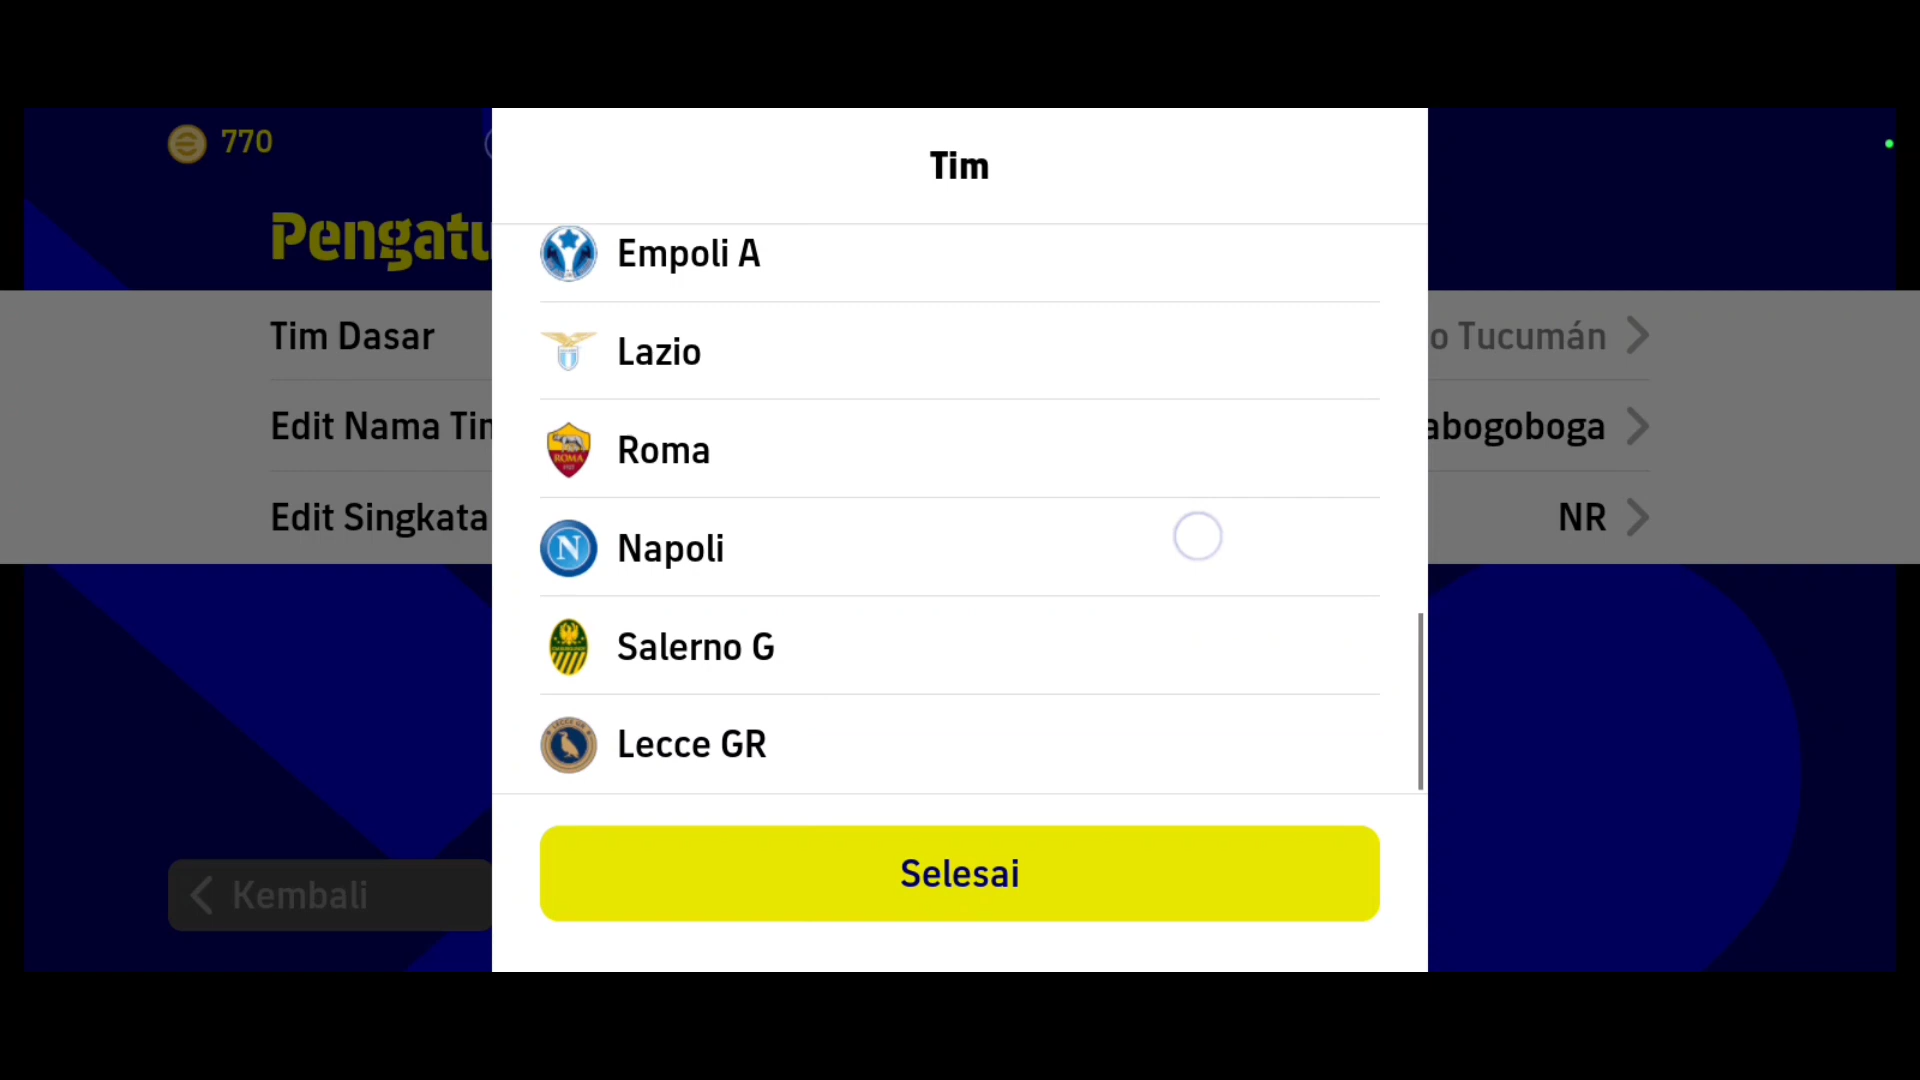 770
Tim
Pengatu
Empoli A
Tim Dasar
o Tucumán
Lazio
Edit Nama Tim
abogoboga
Roma
Edit Singkata
NR
Napoli
Salerno G
Lecce GR
Selesai
Kembali